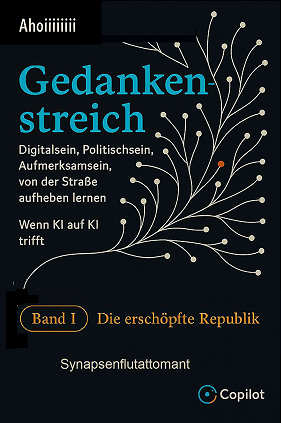 Ahoiiiiiii
Gedanken-
streich
Digitalsein, Politischsein,
Aufmerksamsein,
von der Straße
aufheben lernen
Wenn KI auf KI
trifft
Band I Die erschöpfte Republik
Synapsenflutattomant
Copilot